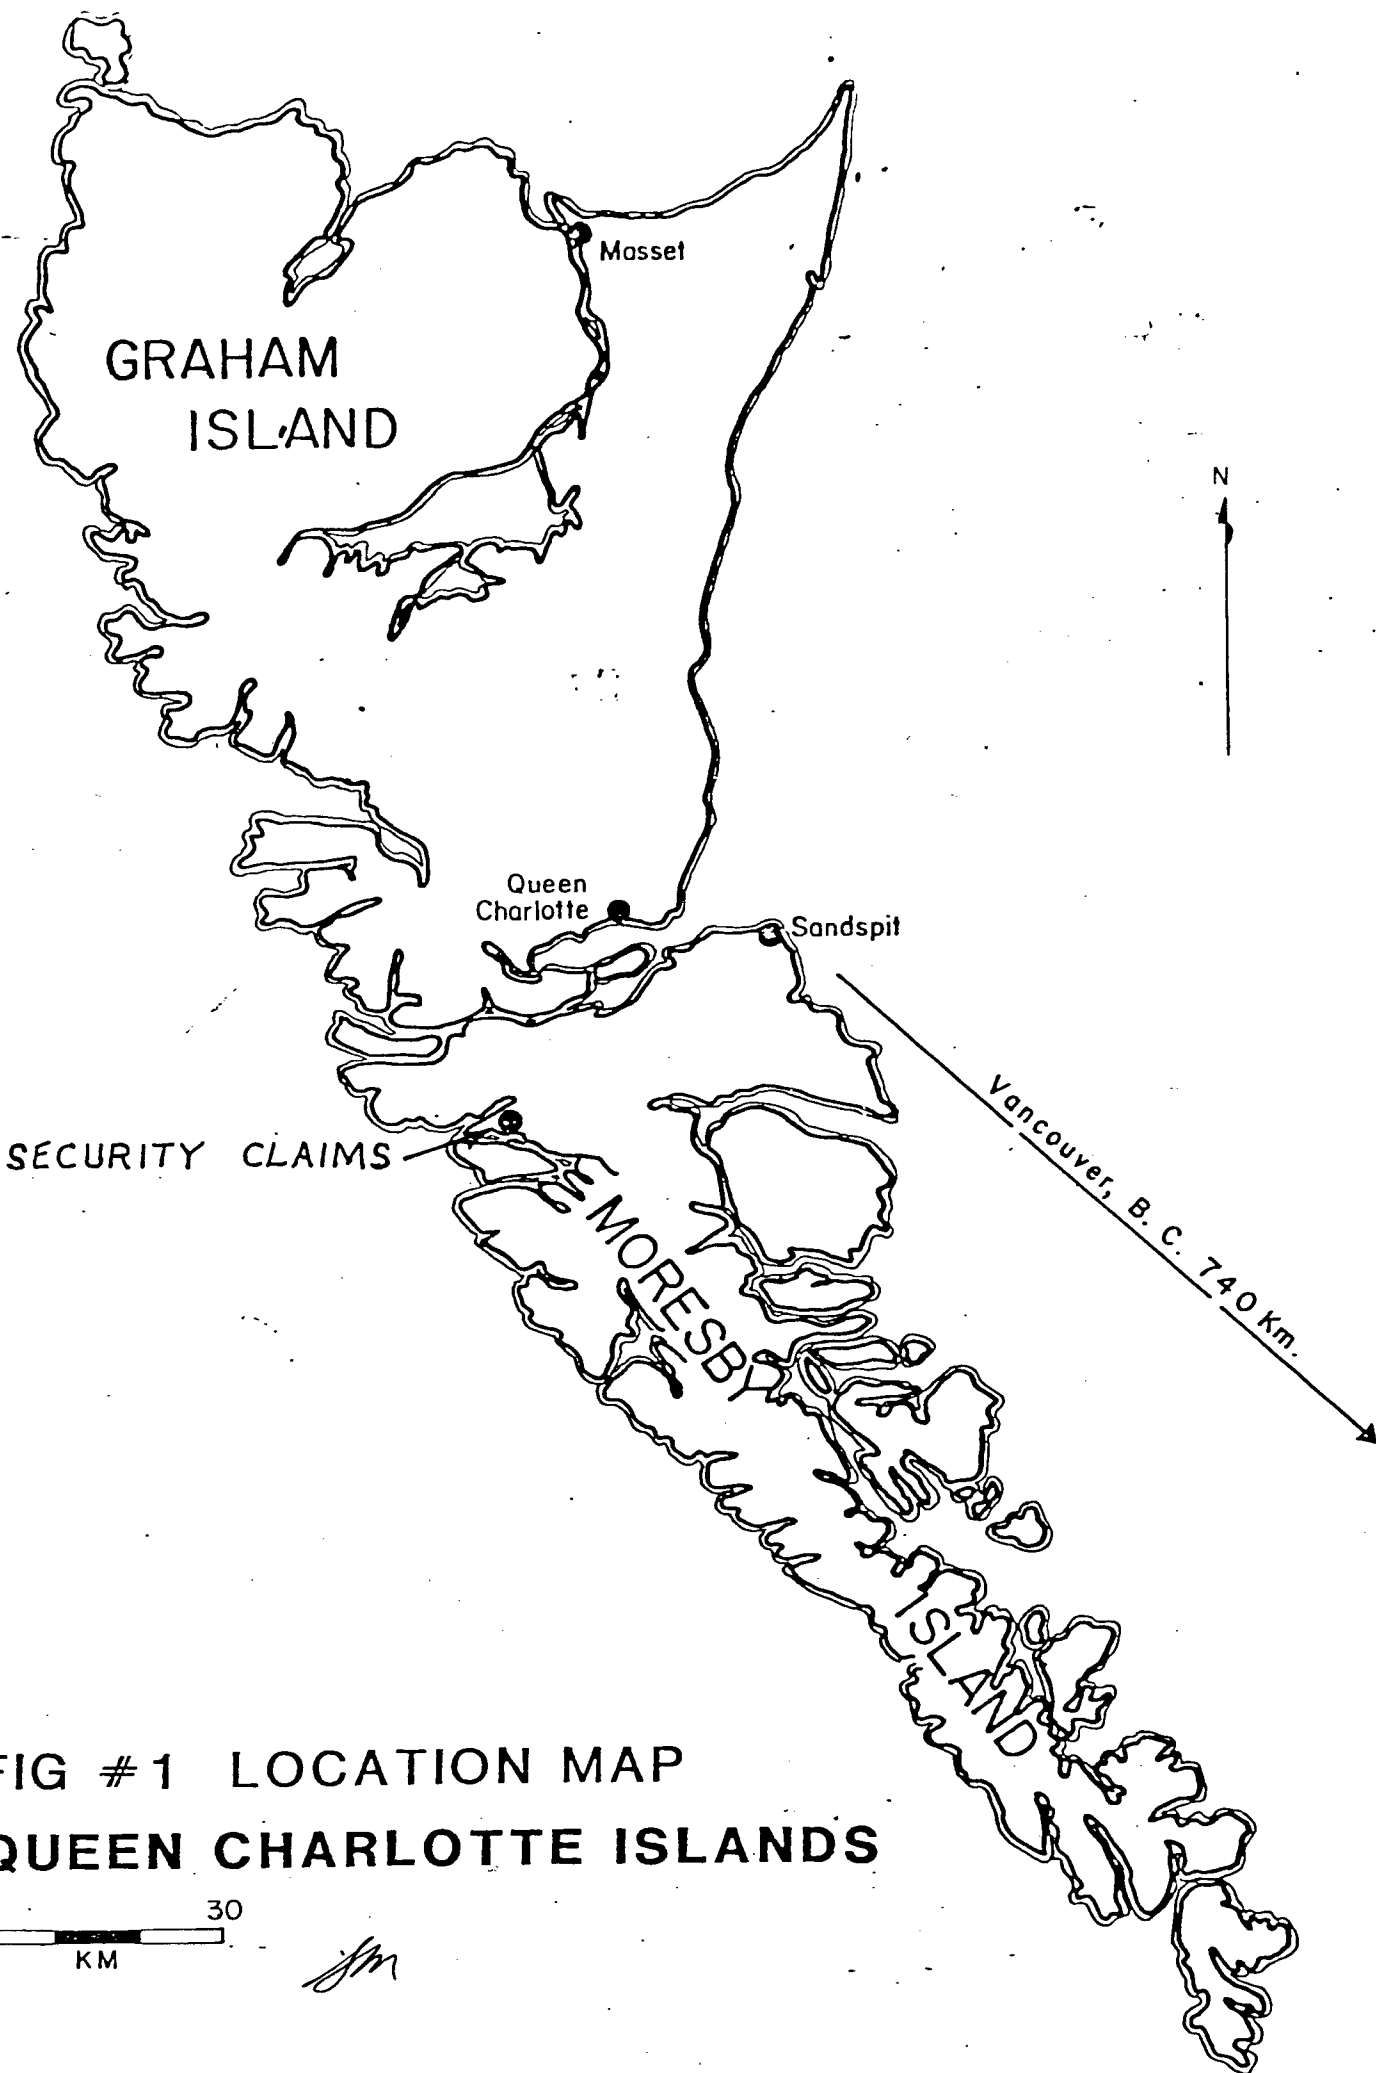 Masset
GRAHAM
ISLAND
N
Queen
Charlotte
Sandspit
Vancouver, B. C. 740 Km.
SECURITY CLAIMS
MORESBY
ISLAND
FIG #1 LOCATION MAP
QUEEN CHARLOTTE ISLANDS
30
KM